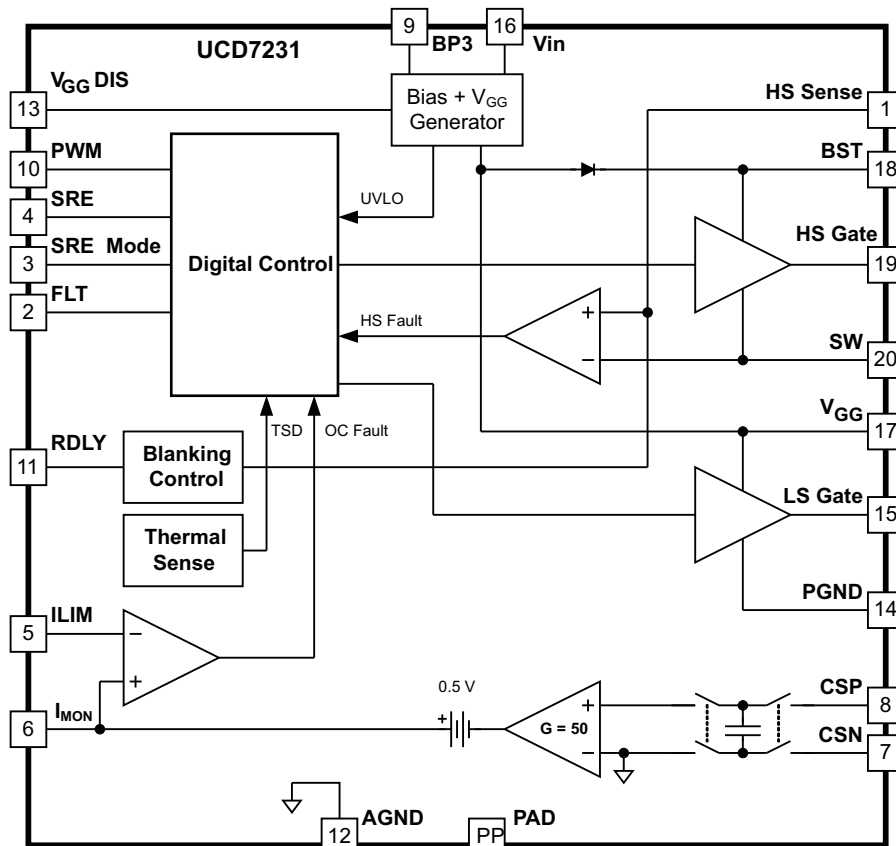 9
BP3
16
Vin
UCD7231
VGG DIS
13
Bias + VGG
Generator
HS Sense
1
PWM
10
BST
18
SRE
4
UVLO
SRE Mode
3
Digital Control
HS Gate
19
FLT
2
HS Fault
+
−
SW
20
TSD
OC Fault
VGG
17
RDLY
11
Blanking
Control
LS Gate
15
Thermal
Sense
PGND
14
ILIM
5
−
+
IMON
6
0.5 V
+
+
G = 50
−
CSP
8
CSN
7
AGND
12
PAD
PP